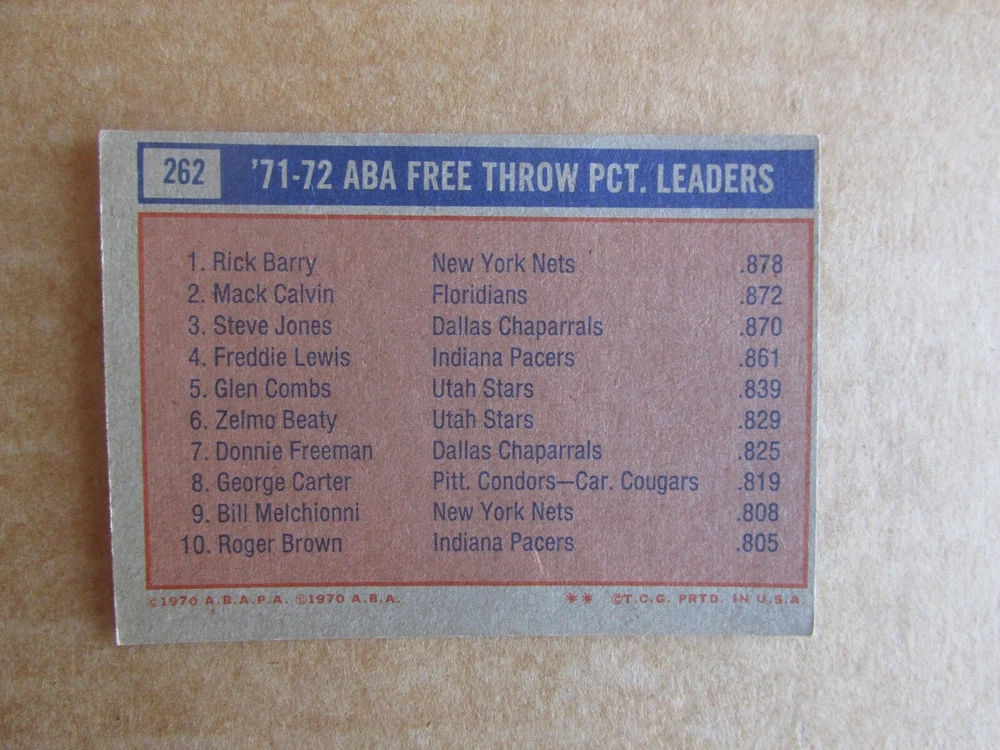 262 '71-72 ABA FREE THROW PCT. LEADERS
1. Rick Barry New York Nets .878
2. Mack Calvin Floridians .872
3. Steve Jones Dallas Chaparrals .870
4. Freddie Lewis Indiana Pacers .861
5. Glen Combs Utah Stars .839
6. Zelmo Beaty Utah Stars .829
7. Donnie Freeman Dallas Chaparrals .825
8. George Carter Pitt. Condors—Car. Cougars .819
9. Bill Melchionni New York Nets .808
10. Roger Brown Indiana Pacers .805
©1970 A.B.A.P.A. ©1970 A.B.A. ** ©T.C.G. PRTD. IN U.S.A.